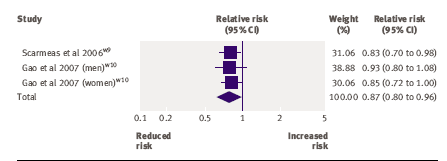 Study Relative risk (95% CI) Weight (%) Relative risk (95% CI)
Scarmeas et al 2006w9 31.06 0.83 (0.70 to 0.98)
Gao et al 2007 (men)w10 38.88 0.93 (0.80 to 1.08)
Gao et al 2007 (women)w10 30.06 0.85 (0.72 to 1.00)
Total 100.00 0.87 (0.80 to 0.96)
0.1 0.2 0.5 1 2 5
Reduced risk Increased risk